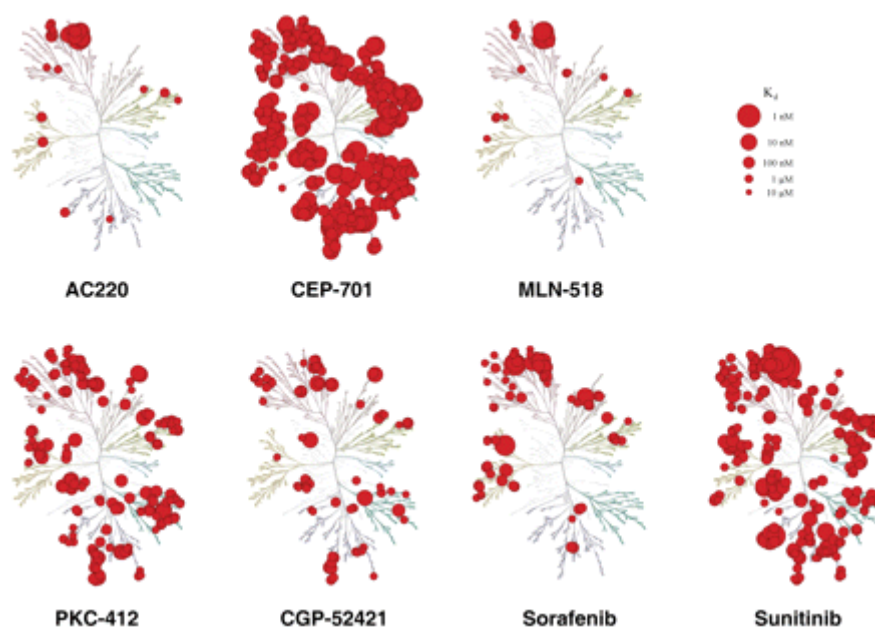 K_d
1 nM
10 nM
100 nM
1 µM
10 µM
AC220
CEP-701
MLN-518
PKC-412
CGP-52421
Sorafenib
Sunitinib